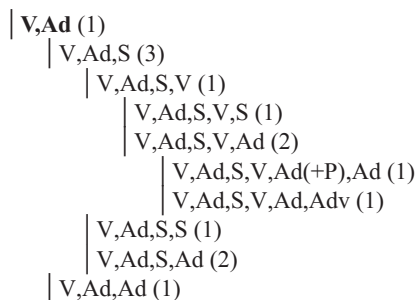 V,Ad (1)
V,Ad,S (3)
V,Ad,S,V (1)
V,Ad,S,V,S (1)
V,Ad,S,V,Ad (2)
V,Ad,S,V,Ad(+P),Ad (1)
V,Ad,S,V,Ad,Adv (1)
V,Ad,S,S (1)
V,Ad,S,Ad (2)
V,Ad,Ad (1)